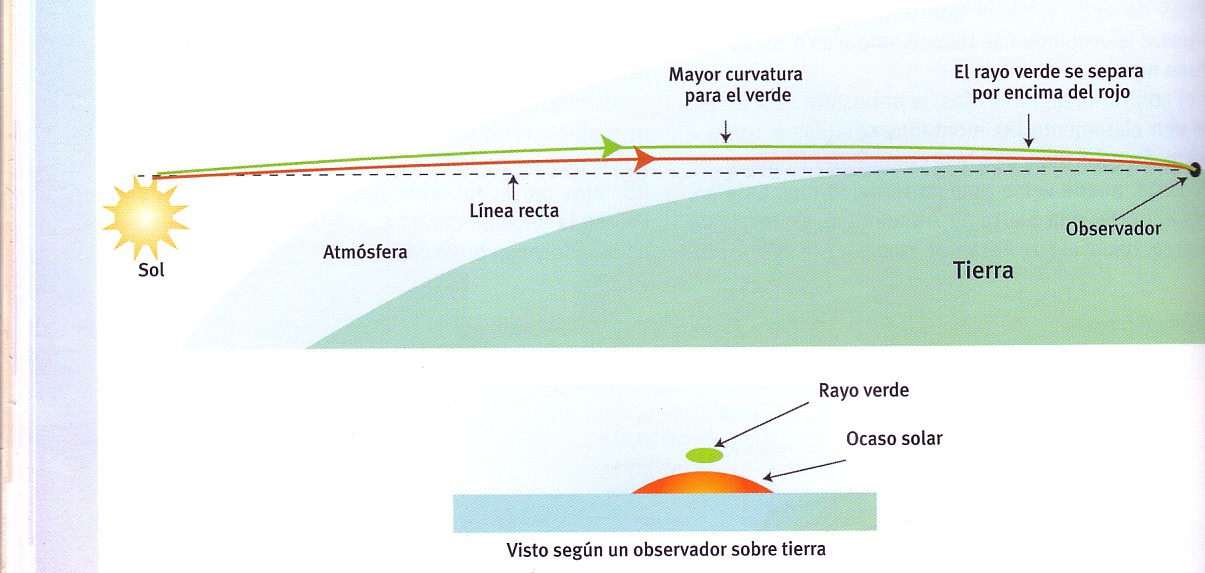 Mayor curvatura
para el verde
El rayo verde se separa
por encima del rojo
Línea recta
Observador
Atmósfera
Sol
Tierra
Rayo verde
Ocaso solar
Visto según un observador sobre tierra